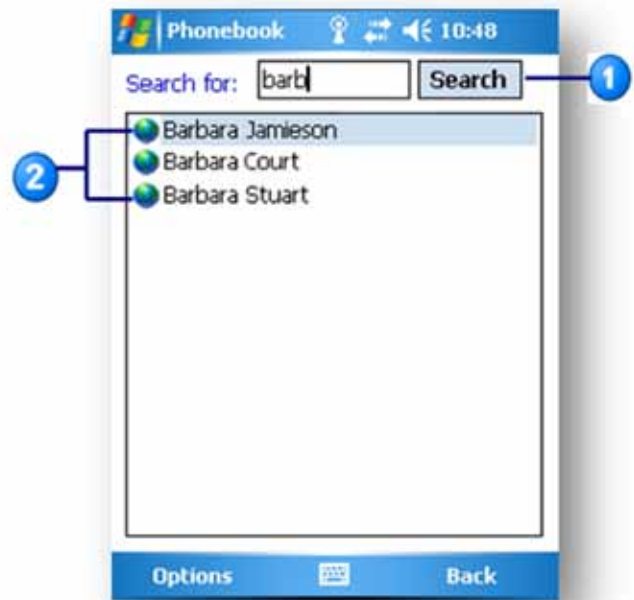 Phonebook 10:48
Search for: barb Search
1
Barbara Jamieson
2
Barbara Court
Barbara Stuart
Options Back